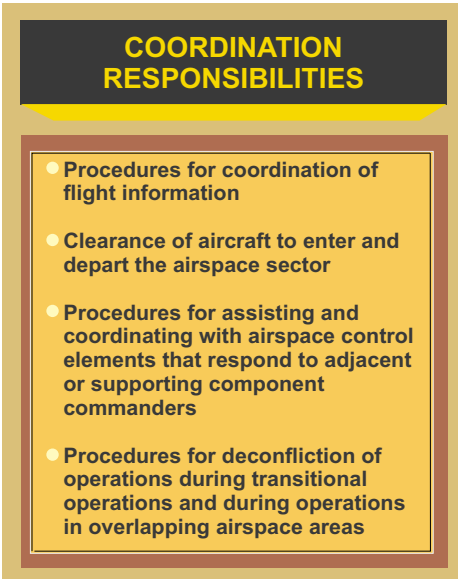 COORDINATION
RESPONSIBILITIES
Procedures for coordination of
flight information
Clearance of aircraft to enter and
depart the airspace sector
Procedures for assisting and
coordinating with airspace control
elements that respond to adjacent
or supporting component
commanders
Procedures for deconfliction of
operations during transitional
operations and during operations
in overlapping airspace areas